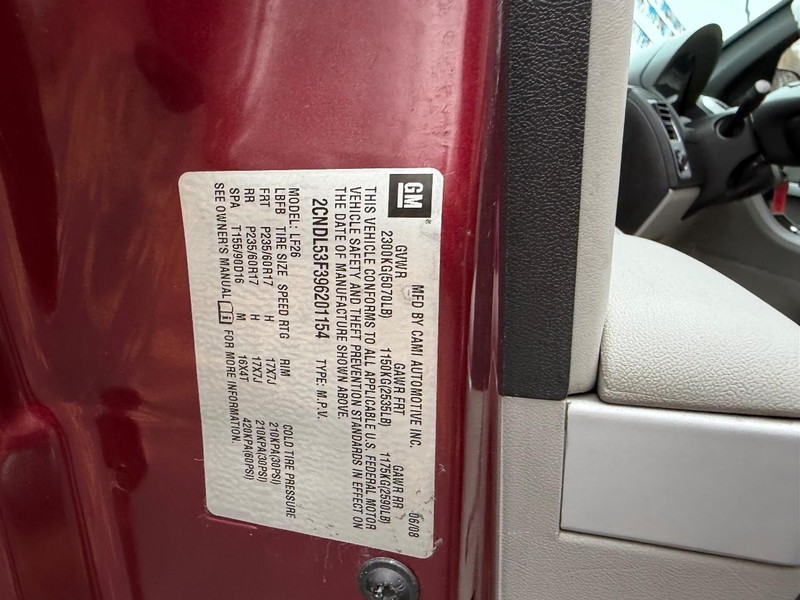 GM
MFD BY CAMI AUTOMOTIVE INC. 06/08
GVWR GAWR FRT GAWR RR
2300KG(5070LB) 1150KG(2535LB) 1175KG(2590LB)
THIS VEHICLE CONFORMS TO ALL APPLICABLE U.S. FEDERAL MOTOR
VEHICLE SAFETY AND THEFT PREVENTION STANDARDS IN EFFECT ON
THE DATE OF MANUFACTURE SHOWN ABOVE.
2CNDL53F396201154 TYPE: M.P.V.
MODEL: LF26
LBFB TIRE SIZE SPEED RTG RIM COLD TIRE PRESSURE
FRT P235/60R17 H 17X7J 210KPA(30PSI)
RR P235/60R17 H 17X7J 210KPA(30PSI)
SPA T155/90D16 M 16X4T 420KPA(60PSI)
SEE OWNER'S MANUAL FOR MORE INFORMATION.